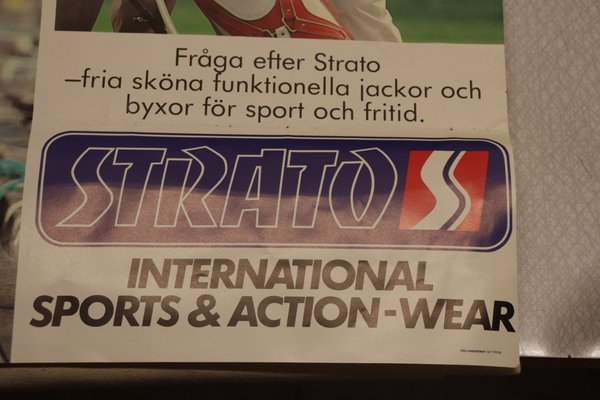 Fråga efter Strato
–fria sköna funktionella jackor och
byxor för sport och fritid.
STRATO S
INTERNATIONAL
SPORTS & ACTION-WEAR